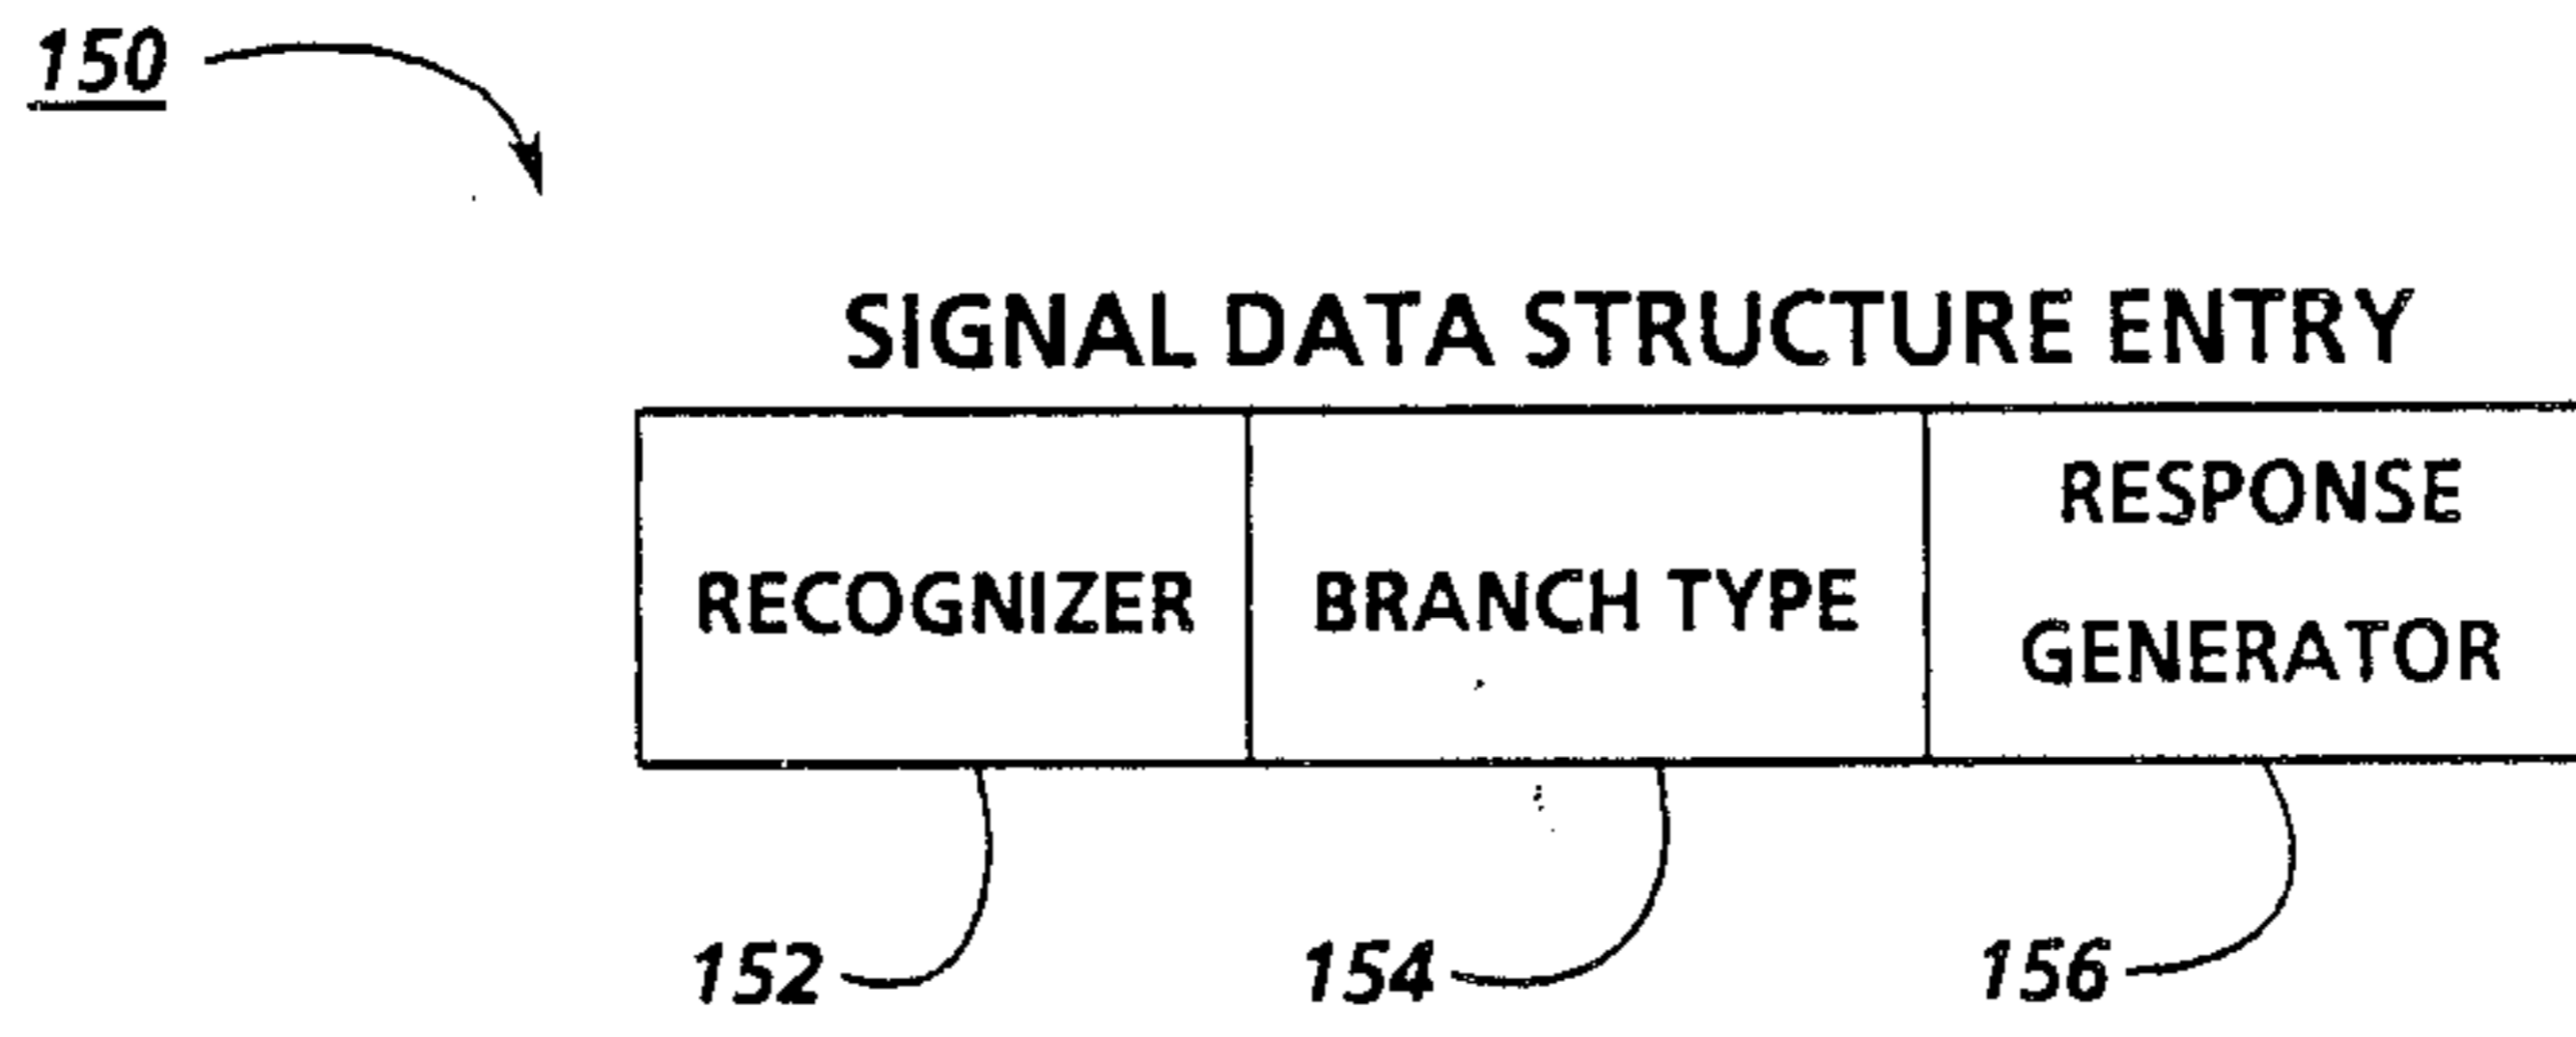 150
SIGNAL DATA STRUCTURE ENTRY
RECOGNIZER
BRANCH TYPE
RESPONSE
GENERATOR
152
154
156